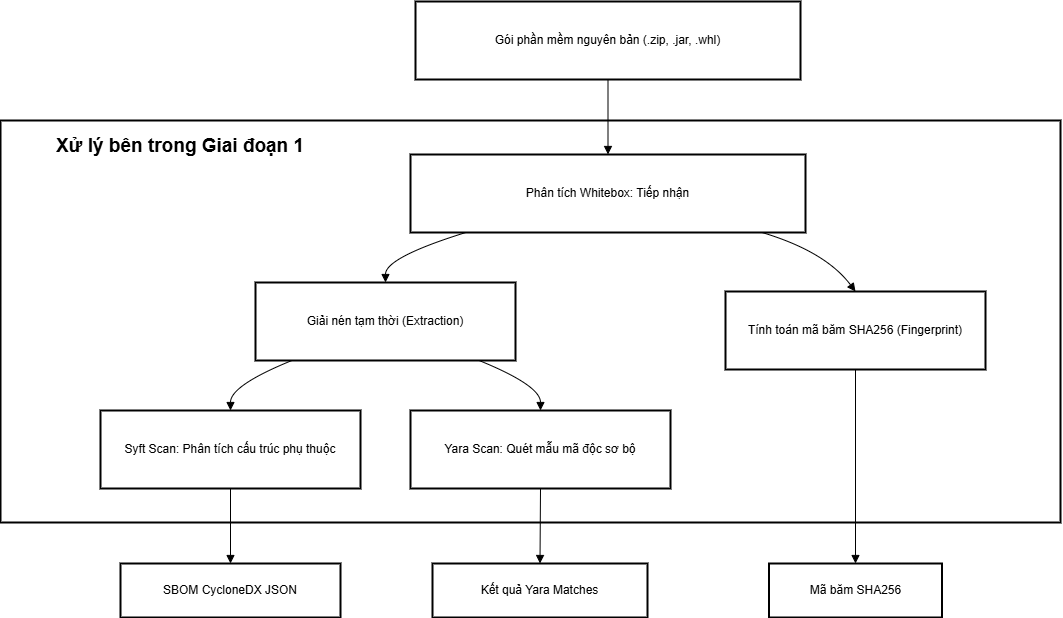 Gói phần mềm nguyên bản (.zip, .jar, .whl)
Xử lý bên trong Giai đoạn 1
Phân tích Whitebox: Tiếp nhận
Giải nén tạm thời (Extraction)
Tính toán mã băm SHA256 (Fingerprint)
Syft Scan: Phân tích cấu trúc phụ thuộc
Yara Scan: Quét mẫu mã độc sơ bộ
SBOM CycloneDX JSON
Kết quả Yara Matches
Mã băm SHA256